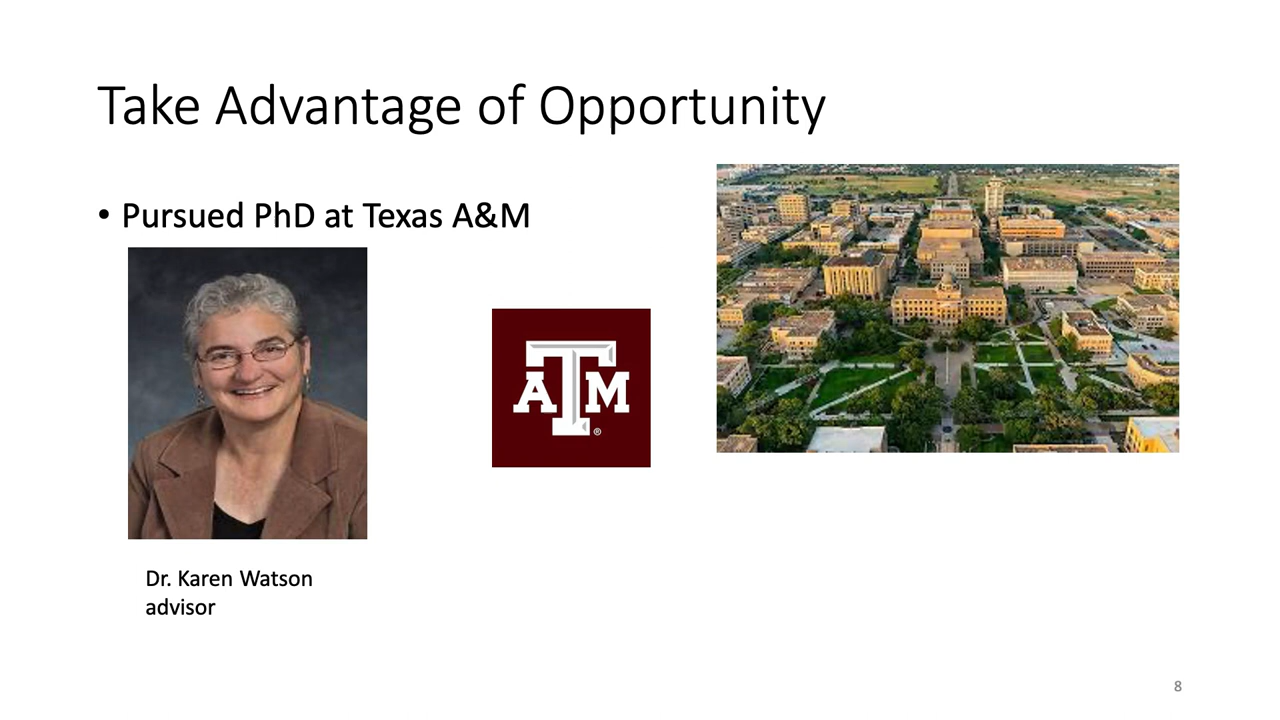 Take Advantage of Opportunity
• Pursued PhD at Texas A&M
ATM
®
Dr. Karen Watson
advisor
8